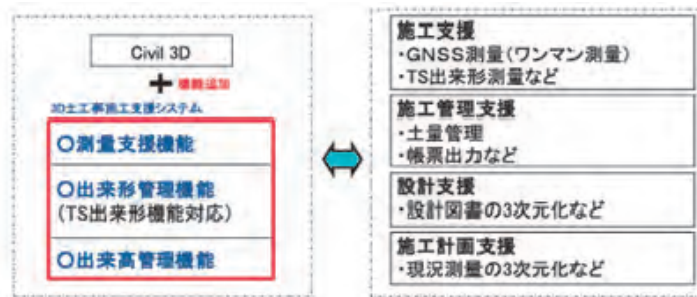 Civil 3D
+ 機能追加
3D土工事施工支援システム
○測量支援機能
○出来形管理機能
(TS出来形機能対応)
○出来高管理機能
施工支援
・GNSS測量(ワンマン測量)
・TS出来形測量など
施工管理支援
・土量管理
・帳票出力など
設計支援
・設計図書の3次元化など
施工計画支援
・現況測量の3次元化など